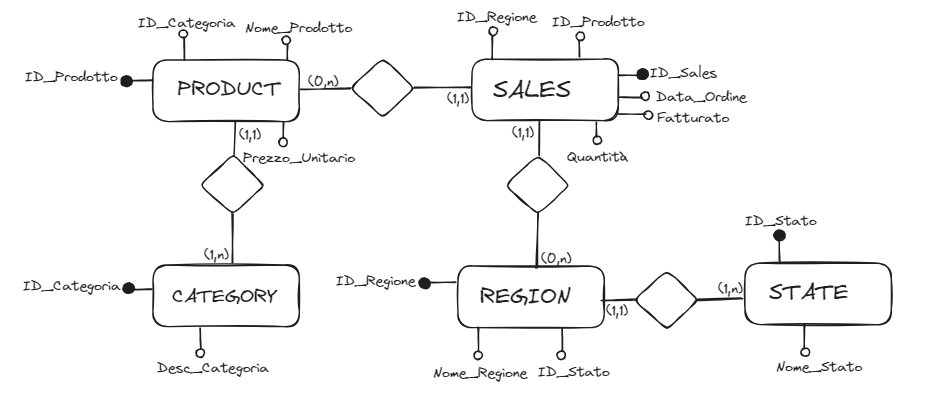 ID_Categoria
Nome_Prodotto
ID_Regione
ID_Prodotto
ID_Prodotto
PRODUCT
(0,n)
(1,1)
SALES
ID_Sales
Data_Ordine
Fatturato
(1,1)
Prezzo_Unitario
(1,1)
Quantità
ID_Stato
(1,n)
(0,n)
ID_Categoria
CATEGORY
ID_Regione
REGION
(1,1)
(1,n)
STATE
Desc_Categoria
Nome_Regione
ID_Stato
Nome_Stato